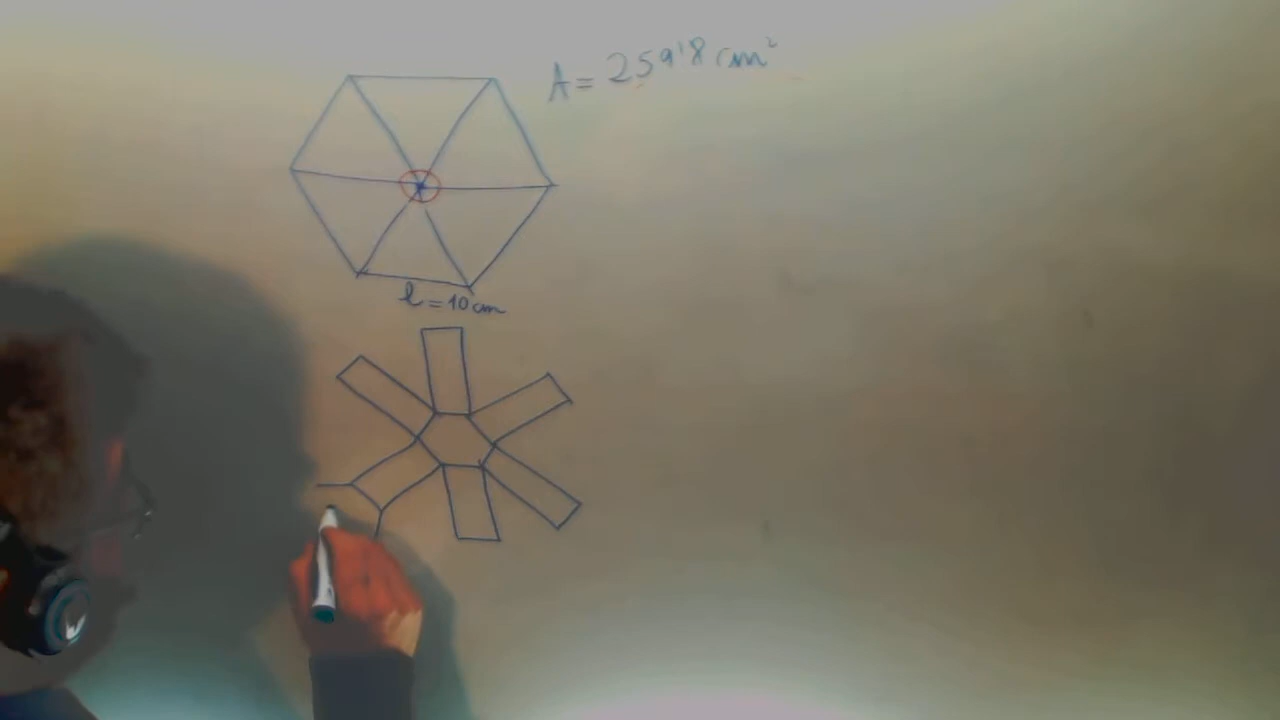 A = 259'8 cm²
l = 10 cm